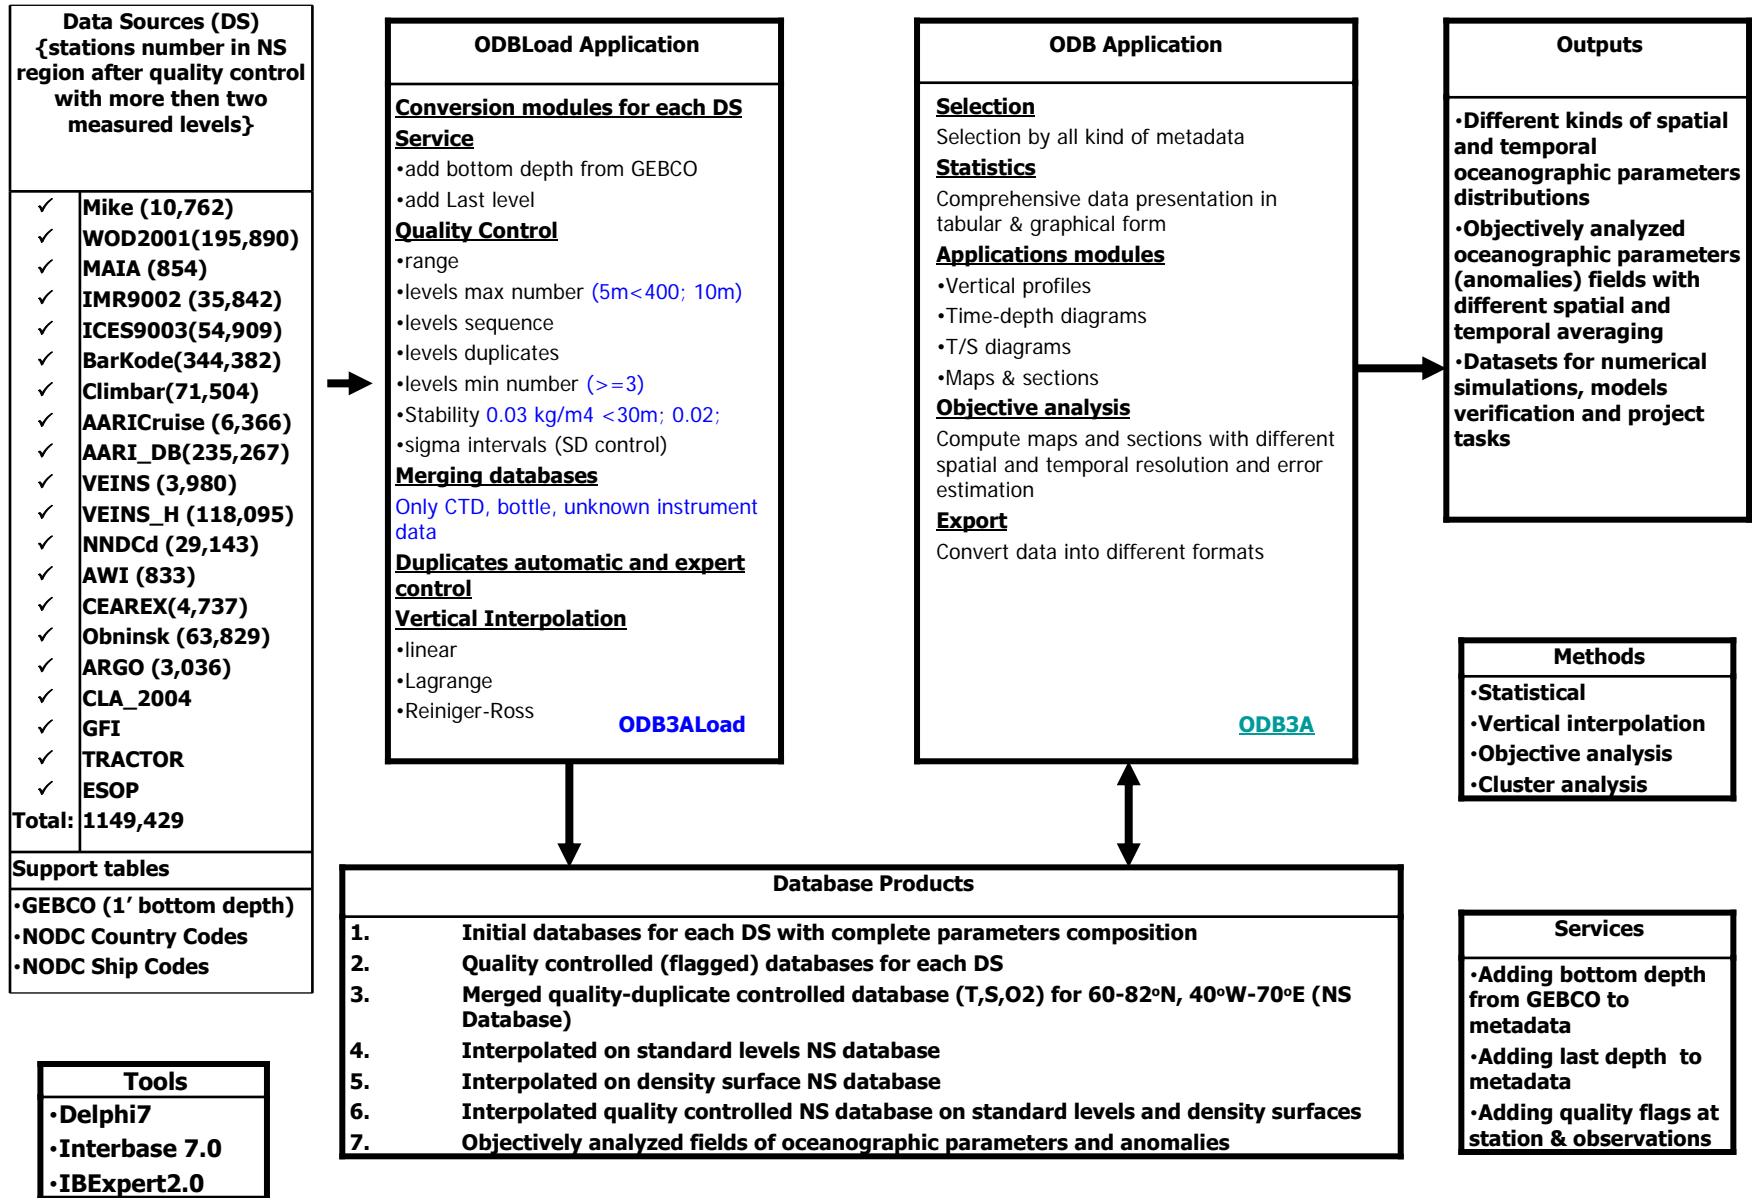 Data Sources (DS)
{stations number in NS
region after quality control
with more then two
measured levels}
✓ Mike (10,762)
✓ WOD2001(195,890)
✓ MAIA (854)
✓ IMR9002 (35,842)
✓ ICES9003(54,909)
✓ BarKode(344,382)
✓ Climbar(71,504)
✓ AARICruise (6,366)
✓ AARI_DB(235,267)
✓ VEINS (3,980)
✓ VEINS_H (118,095)
✓ NNDCd (29,143)
✓ AWI (833)
✓ CEAREX(4,737)
✓ Obninsk (63,829)
✓ ARGO (3,036)
✓ CLA_2004
✓ GFI
✓ TRACTOR
✓ ESOP
Total: 1149,429
Support tables
•GEBCO (1’ bottom depth)
•NODC Country Codes
•NODC Ship Codes
Tools
•Delphi7
•Interbase 7.0
•IBExpert2.0
ODBLoad Application
Conversion modules for each DS
Service
•add bottom depth from GEBCO
•add Last level
Quality Control
•range
•levels max number (5m<400; 10m)
•levels sequence
•levels duplicates
•levels min number (>=3)
•Stability 0.03 kg/m4 <30m; 0.02;
•sigma intervals (SD control)
Merging databases
Only CTD, bottle, unknown instrument
data
Duplicates automatic and expert
control
Vertical Interpolation
•linear
•Lagrange
•Reiniger-Ross
ODB3ALoad
ODB Application
Selection
Selection by all kind of metadata
Statistics
Comprehensive data presentation in
tabular & graphical form
Applications modules
•Vertical profiles
•Time-depth diagrams
•T/S diagrams
•Maps & sections
Objective analysis
Compute maps and sections with different
spatial and temporal resolution and error
estimation
Export
Convert data into different formats
ODB3A
Outputs
•Different kinds of spatial
and temporal
oceanographic parameters
distributions
•Objectively analyzed
oceanographic parameters
(anomalies) fields with
different spatial and
temporal averaging
•Datasets for numerical
simulations, models
verification and project
tasks
Methods
•Statistical
•Vertical interpolation
•Objective analysis
•Cluster analysis
Database Products
1. Initial databases for each DS with complete parameters composition
2. Quality controlled (flagged) databases for each DS
3. Merged quality-duplicate controlled database (T,S,O2) for 60-82ºN, 40ºW-70ºE (NS
Database)
4. Interpolated on standard levels NS database
5. Interpolated on density surface NS database
6. Interpolated quality controlled NS database on standard levels and density surfaces
7. Objectively analyzed fields of oceanographic parameters and anomalies
Services
•Adding bottom depth
from GEBCO to
metadata
•Adding last depth to
metadata
•Adding quality flags at
station & observations